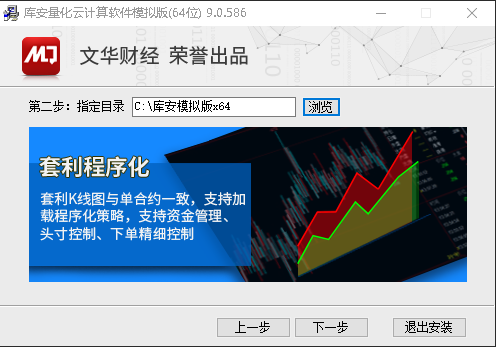 库安量化云计算软件模拟版(64位) 9.0.586
文华财经 荣誉出品
第二步: 指定目录 C:\库安模拟版x64 浏览
套利程序化
套利K线图与单合约一致，支持加
载程序化策略，支持资金管理、
头寸控制、下单精细控制
上一步 下一步 退出安装